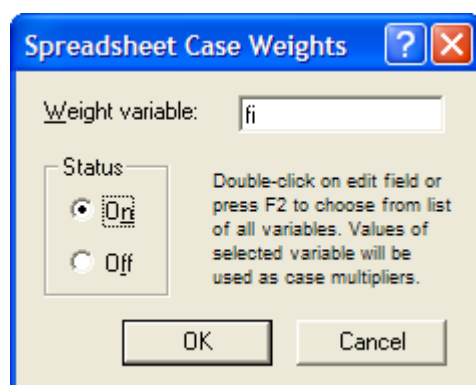 Spreadsheet Case Weights
Weight variable: fi
Status
On
Off
Double-click on edit field or
press F2 to choose from list
of all variables. Values of
selected variable will be
used as case multipliers.
OK Cancel